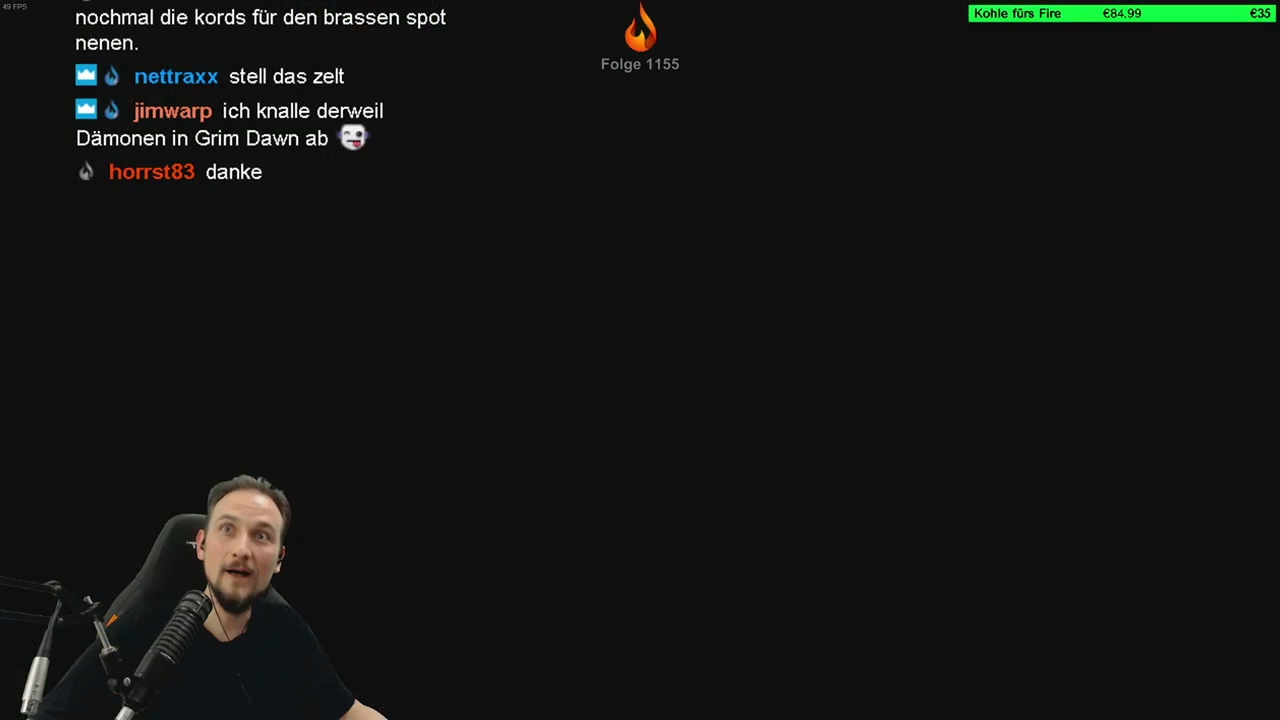 49 FPS
nochmal die kords für den brassen spot
nenen.
nettraxx stell das zelt
jimwarp ich knalle derweil
Dämonen in Grim Dawn ab
horrst83 danke
Folge 1155
Kohle fürs Fire €84.99 €35